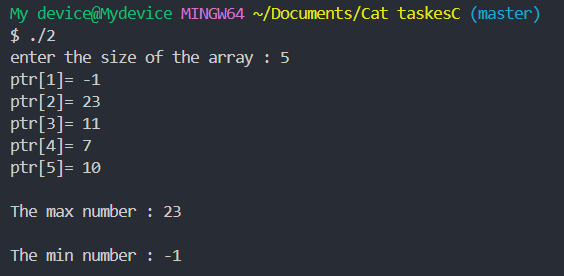 My device@Mydevice MINGW64 ~/Documents/Cat taskesC (master)
$ ./2
enter the size of the array : 5
ptr[1]= -1
ptr[2]= 23
ptr[3]= 11
ptr[4]= 7
ptr[5]= 10
The max number : 23
The min number : -1